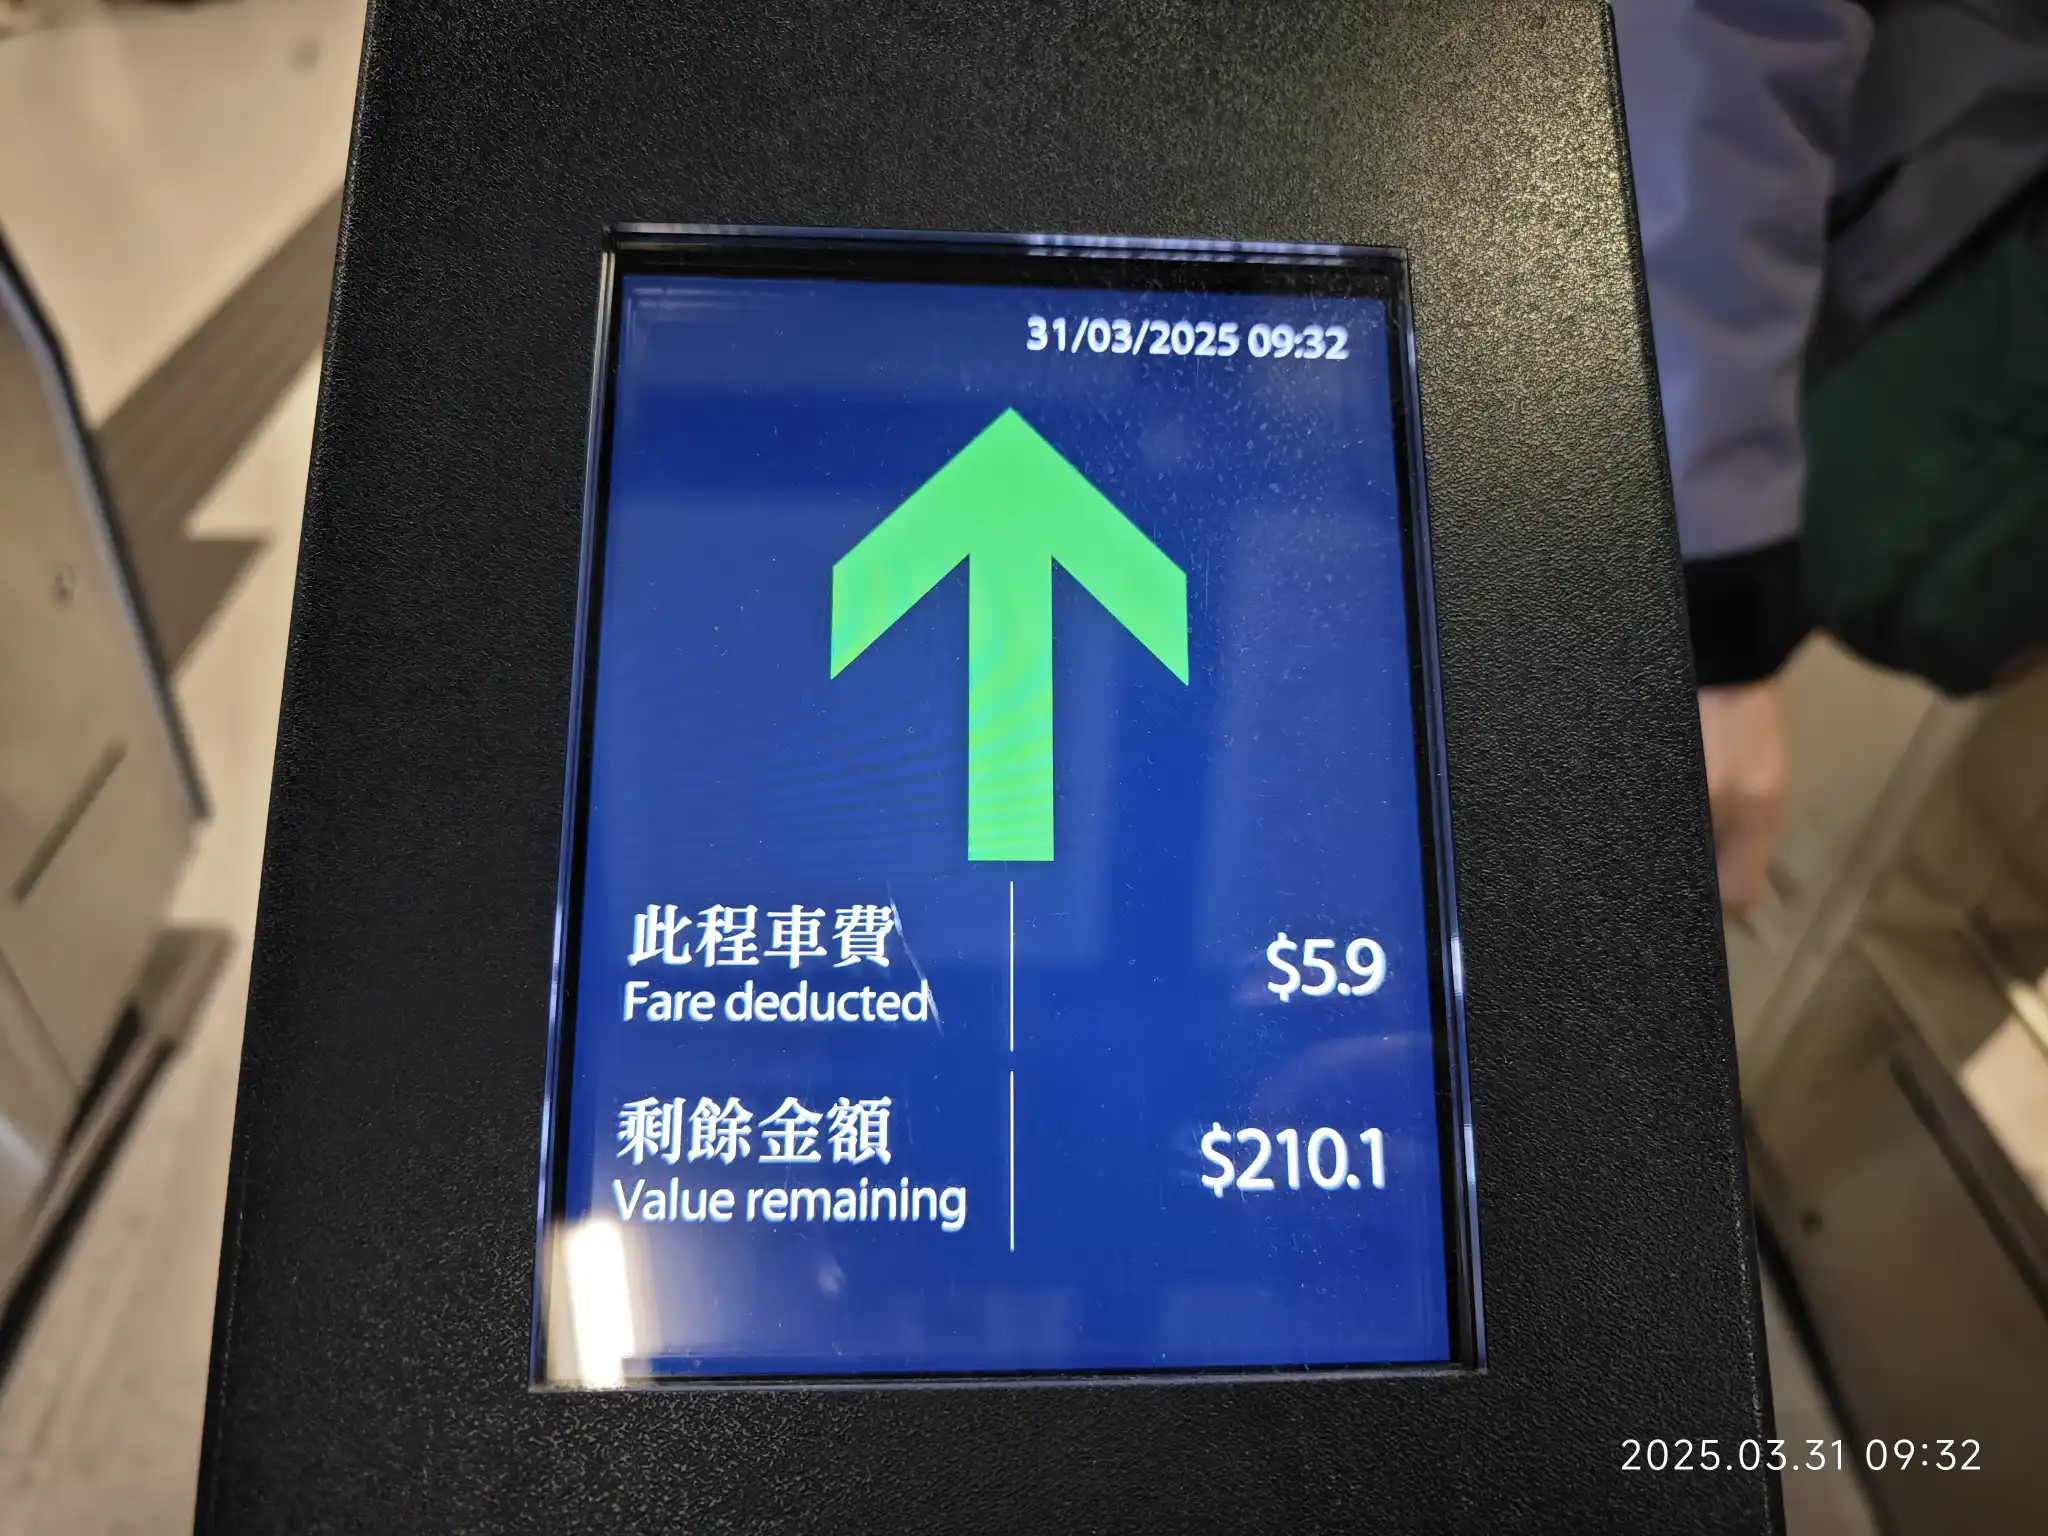 31/03/2025 09:32
此程車費
Fare deducted
$5.9
剩餘金額
Value remaining
$210.1
2025.03.31 09:32